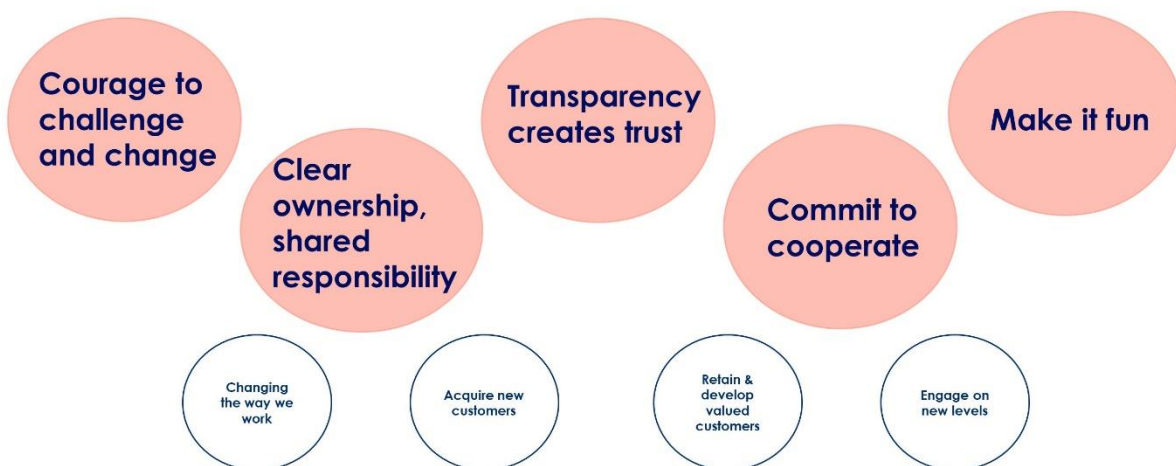 Courage to
challenge
and change
Clear
ownership,
shared
responsibility
Transparency
creates trust
Commit to
cooperate
Make it fun
Changing
the way we
work
Acquire new
customers
Retain &
develop
valued
customers
Engage on
new levels